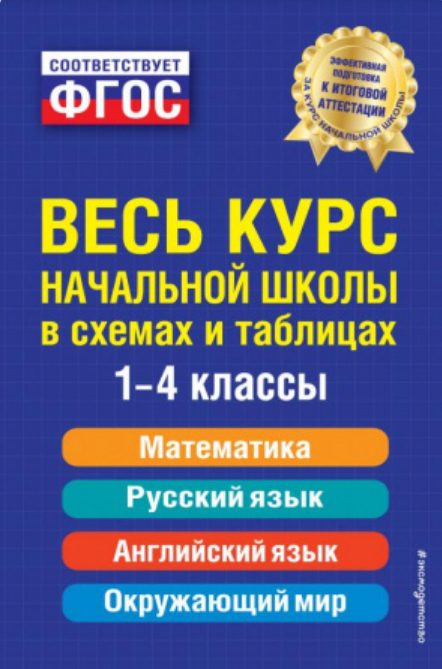 СООТВЕТСТВУЕТ
ФГОС
ЭФФЕКТИВНАЯ
ПОДГОТОВКА
К ИТОГОВОЙ
АТТЕСТАЦИИ
ЗА КУРС НАЧАЛЬНОЙ ШКОЛЫ
ВЕСЬ КУРС
НАЧАЛЬНОЙ ШКОЛЫ
в схемах и таблицах
1–4 классы
Математика
Русский язык
Английский язык
Окружающий мир
#эксмодетство